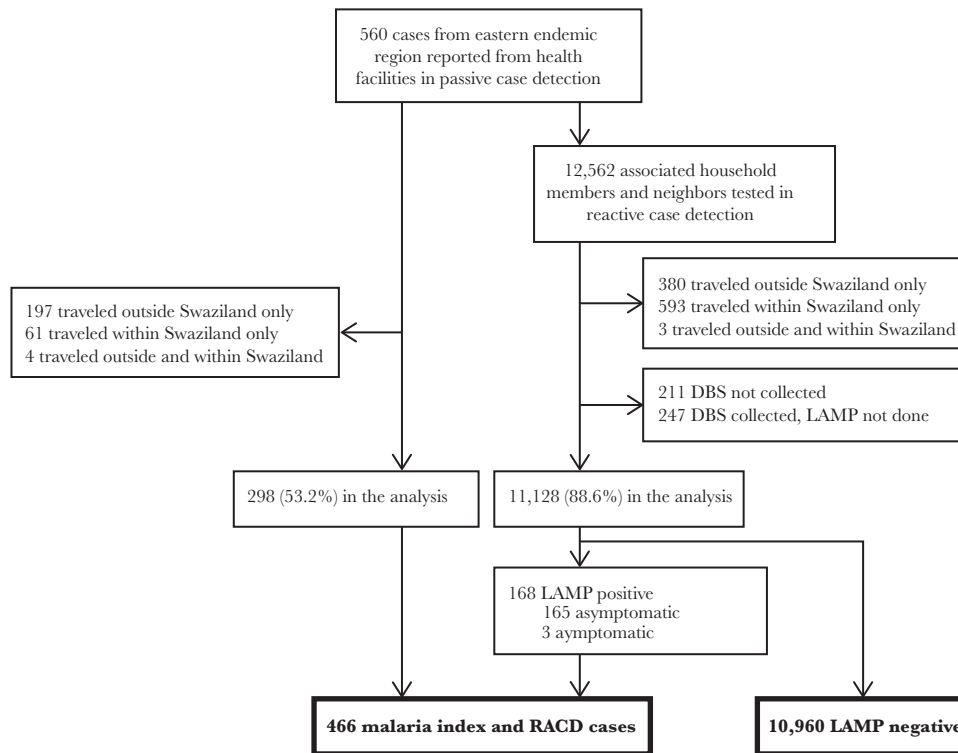 560 cases from eastern endemic
region reported from health
facilities in passive case detection
12,562 associated household
members and neighbors tested in
reactive case detection
197 traveled outside Swaziland only
61 traveled within Swaziland only
4 traveled outside and within Swaziland
380 traveled outside Swaziland only
593 traveled within Swaziland only
3 traveled outside and within Swaziland
211 DBS not collected
247 DBS collected, LAMP not done
298 (53.2%) in the analysis
11,128 (88.6%) in the analysis
168 LAMP positive
165 asymptomatic
3 aymptomatic
466 malaria index and RACD cases
10,960 LAMP negative